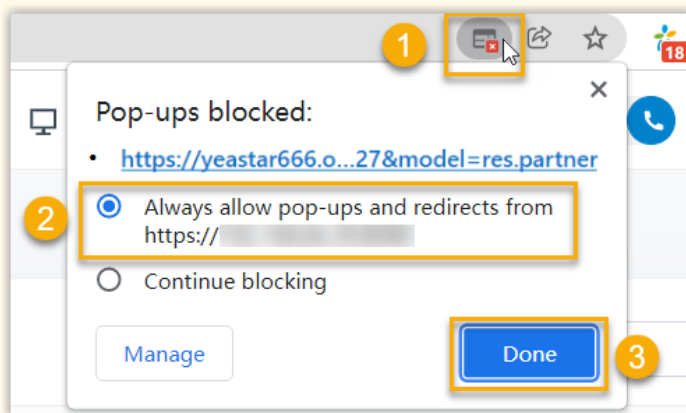 1
18
Pop-ups blocked:
• https://yeastar666.o...27&model=res.partner
2
Always allow pop-ups and redirects from
https://
Continue blocking
Manage
Done
3